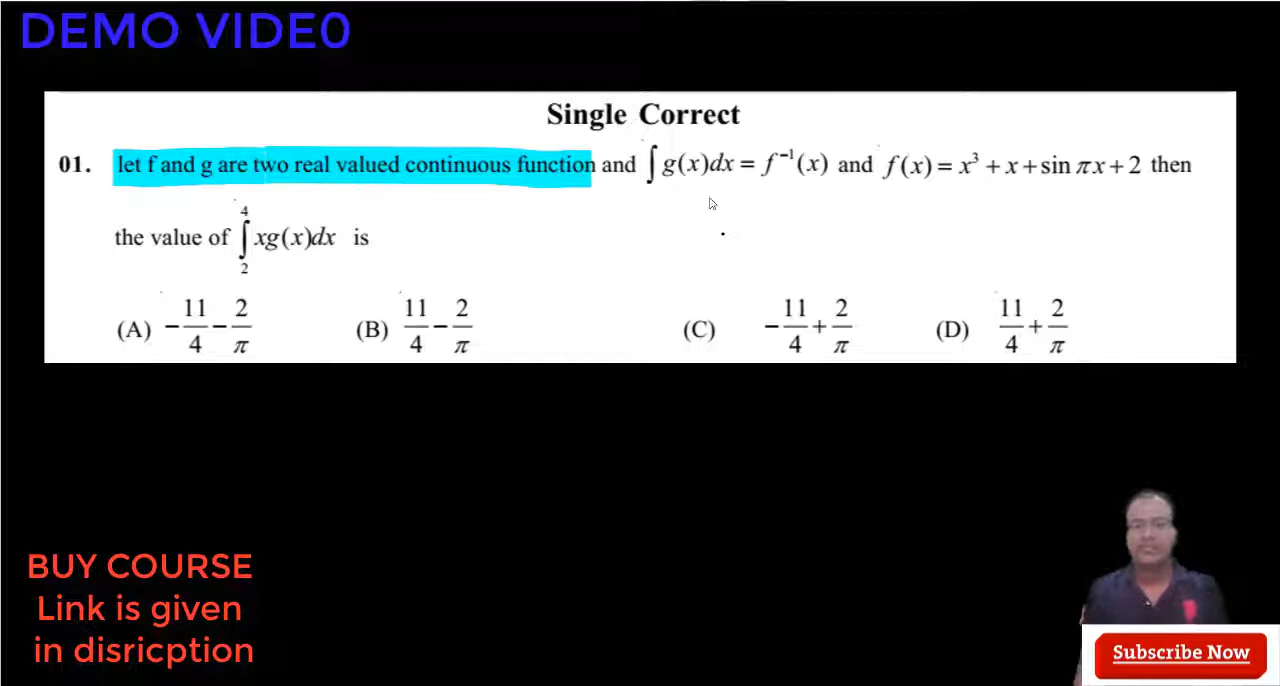 DEMO VIDEO
Single Correct
01. let f and g are two real valued continuous function and ∫ g(x)dx = f⁻¹(x) and f(x) = x³ + x + sin πx + 2 then
the value of ∫₂⁴ xg(x)dx is
(A) −11/4 − 2/π (B) 11/4 − 2/π (C) −11/4 + 2/π (D) 11/4 + 2/π
BUY COURSE
Link is given
in disricption
Subscribe Now